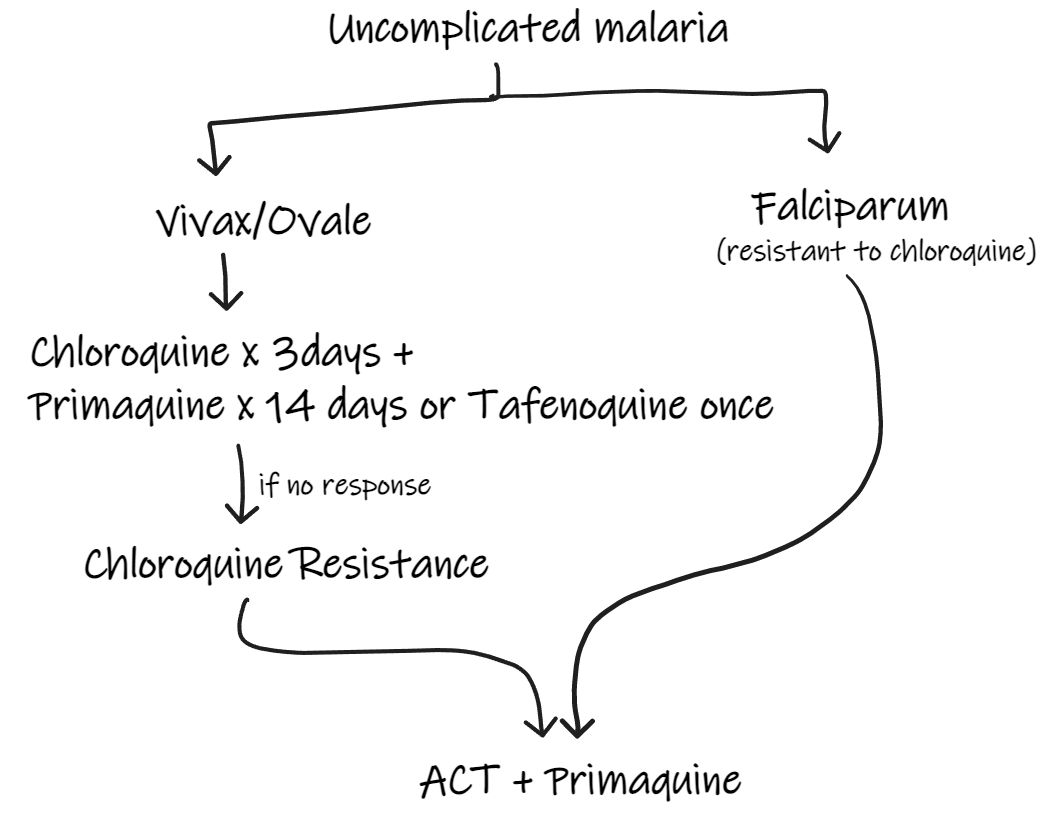 Uncomplicated malaria
Vivax/Ovale
Falciparum
(resistant to chloroquine)
Chloroquine x 3days +
Primaquine x 14 days or Tafenoquine once
if no response
Chloroquine Resistance
ACT + Primaquine